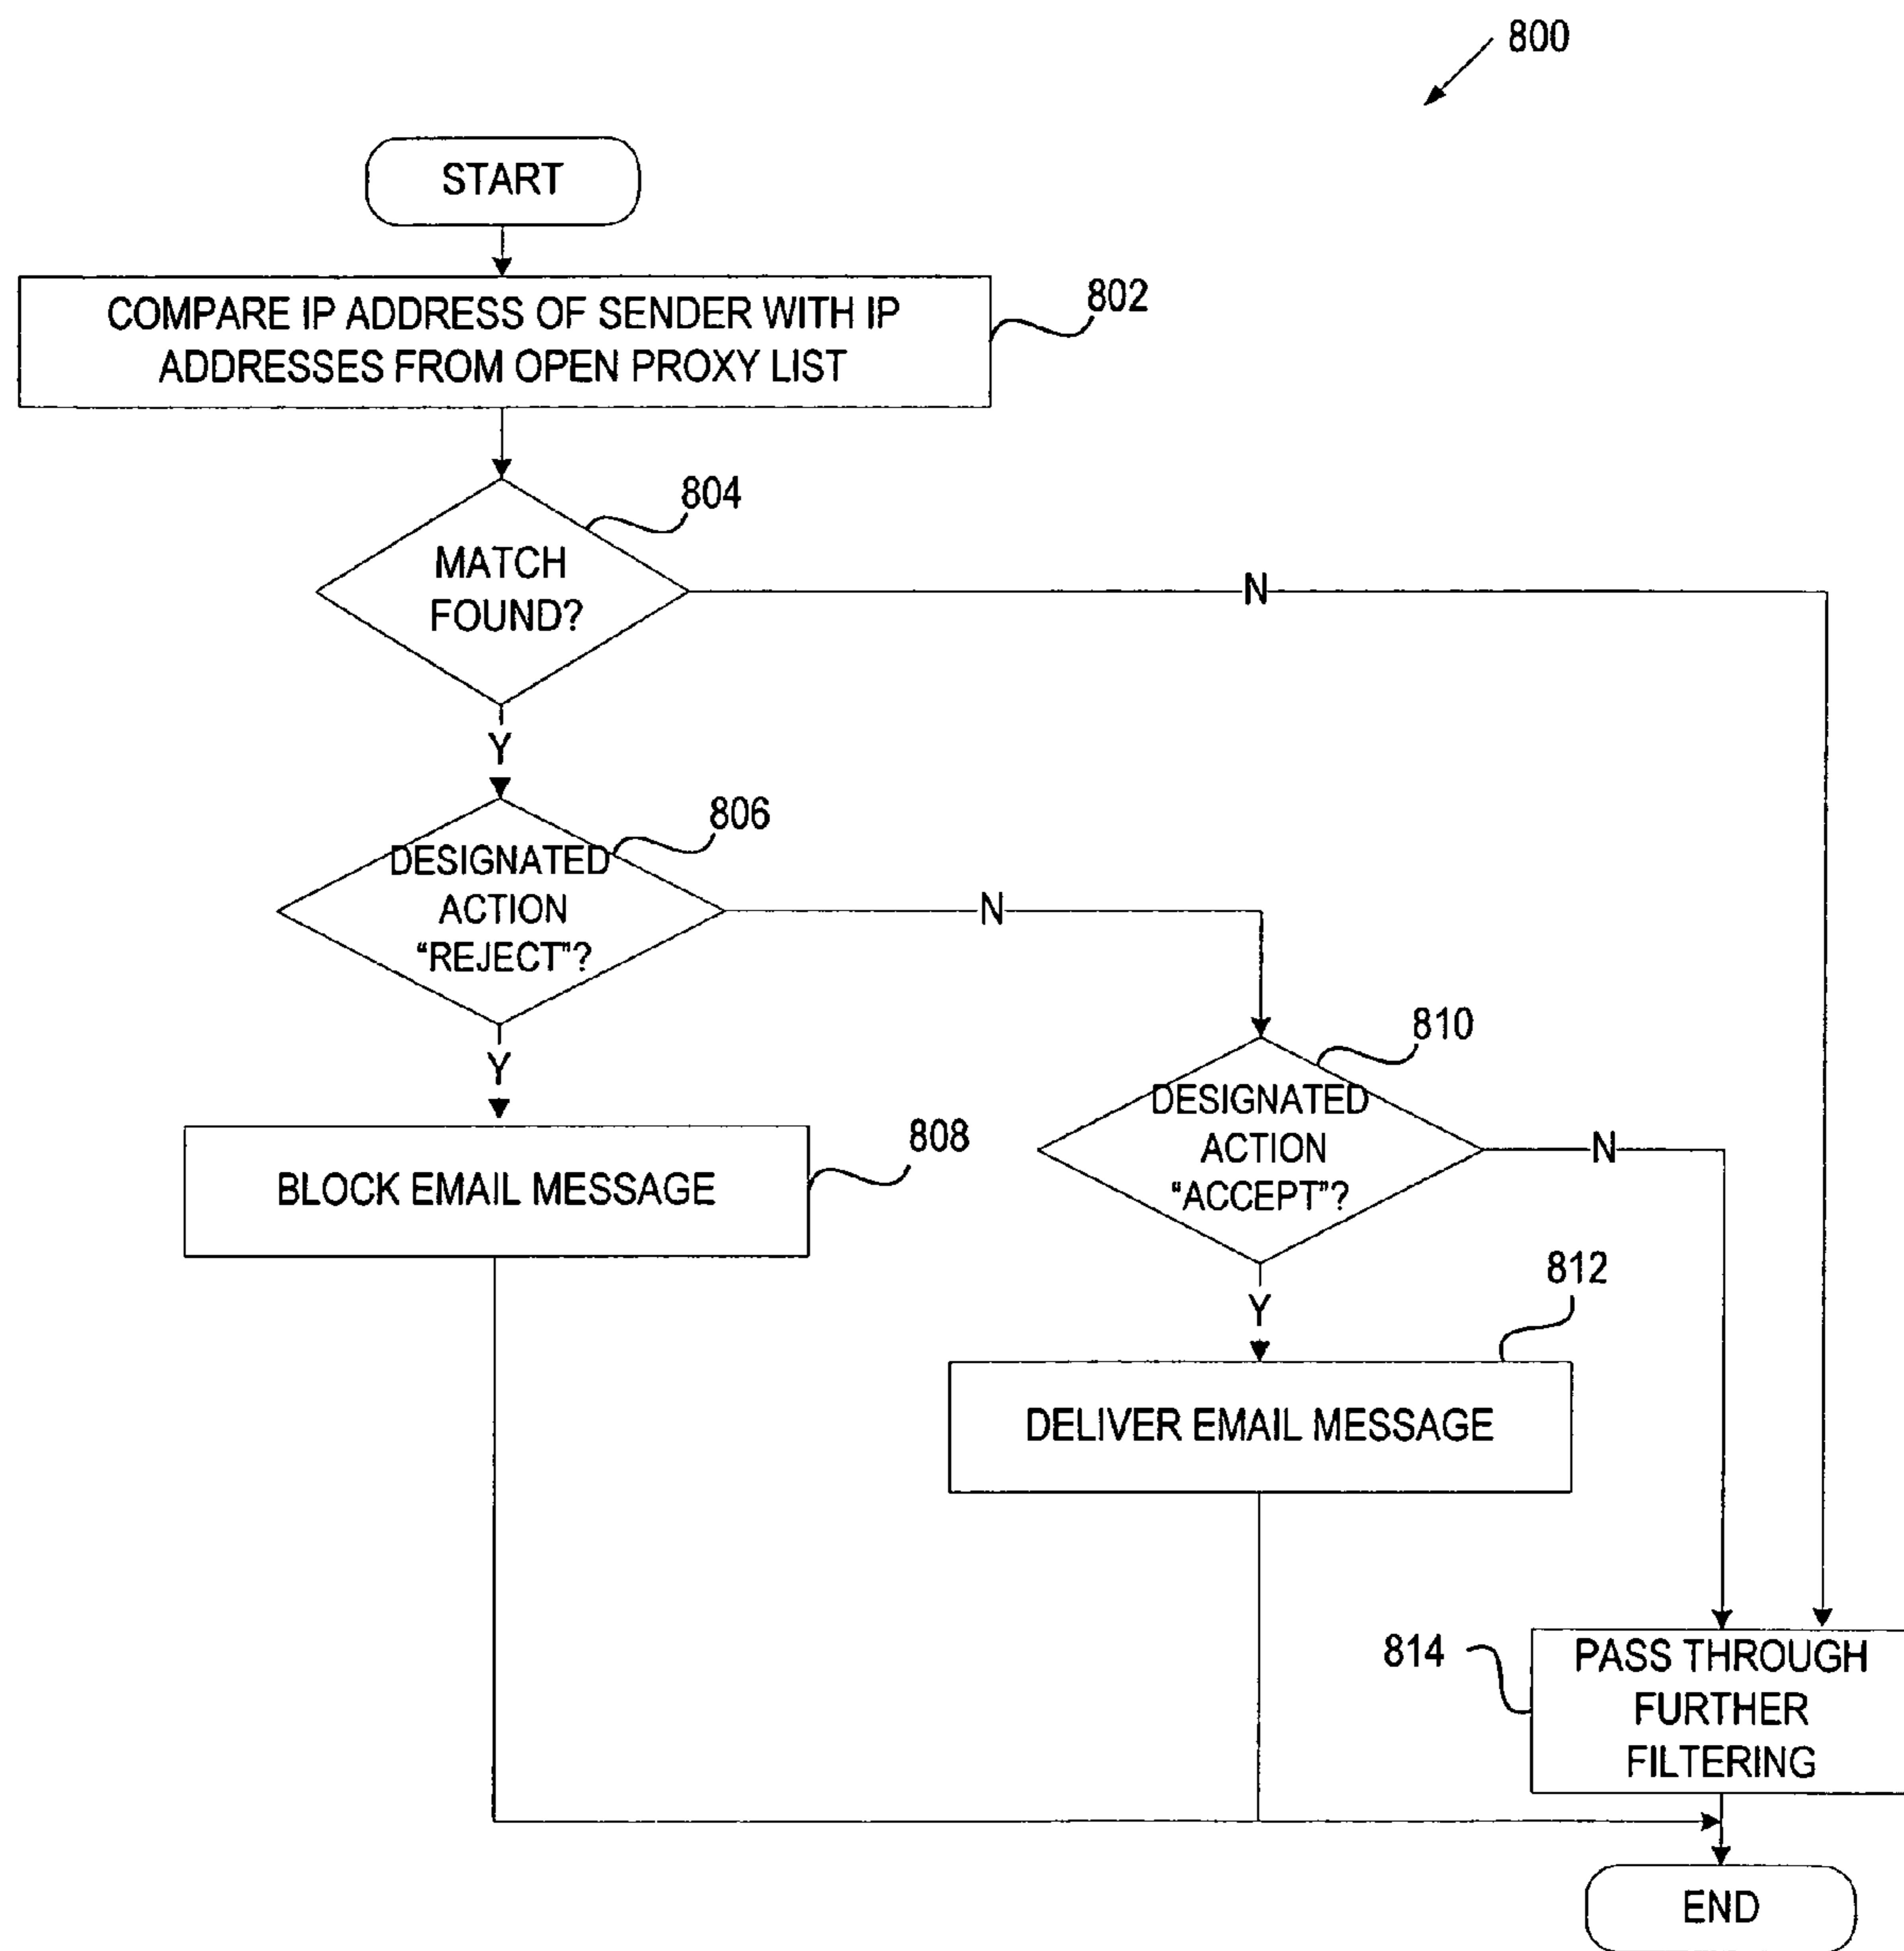 800
START
COMPARE IP ADDRESS OF SENDER WITH IP
ADDRESSES FROM OPEN PROXY LIST
802
804
MATCH
FOUND?
N
Y
806
DESIGNATED
ACTION
“REJECT”?
N
Y
810
DESIGNATED
ACTION
“ACCEPT”?
N
808
BLOCK EMAIL MESSAGE
Y
812
DELIVER EMAIL MESSAGE
814
PASS THROUGH
FURTHER
FILTERING
END